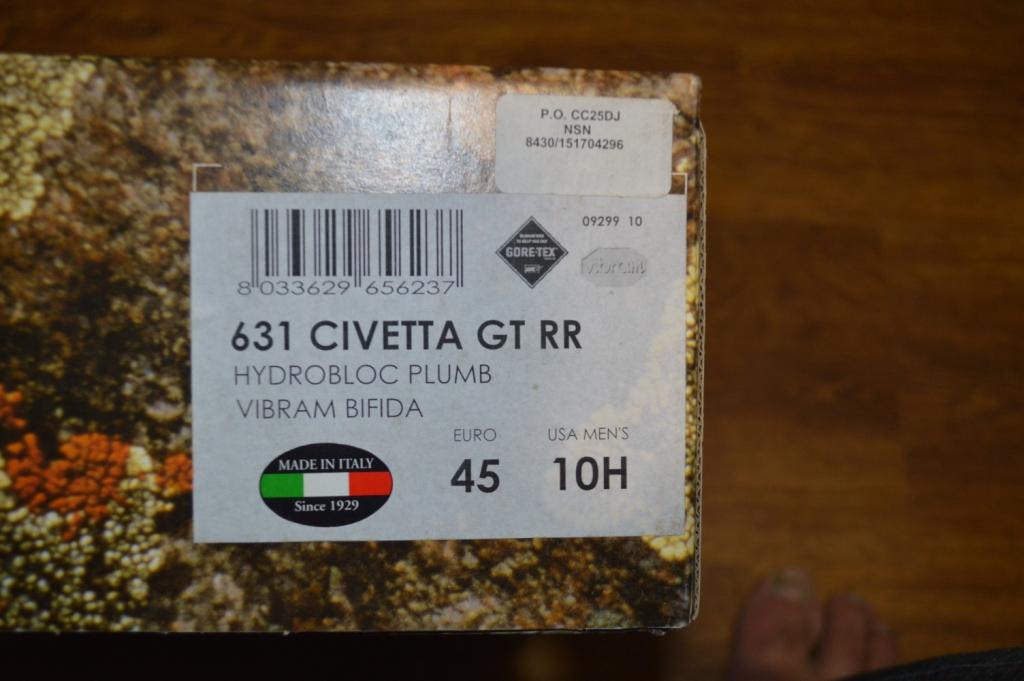 P.O. CC25DJ
NSN
8430/151704296
09299 10
GORE-TEX
vibram
8 033629 656237
631 CIVETTA GT RR
HYDROBLOC PLUMB
VIBRAM BIFIDA
EURO USA MEN'S
45 10H
MADE IN ITALY
Since 1929